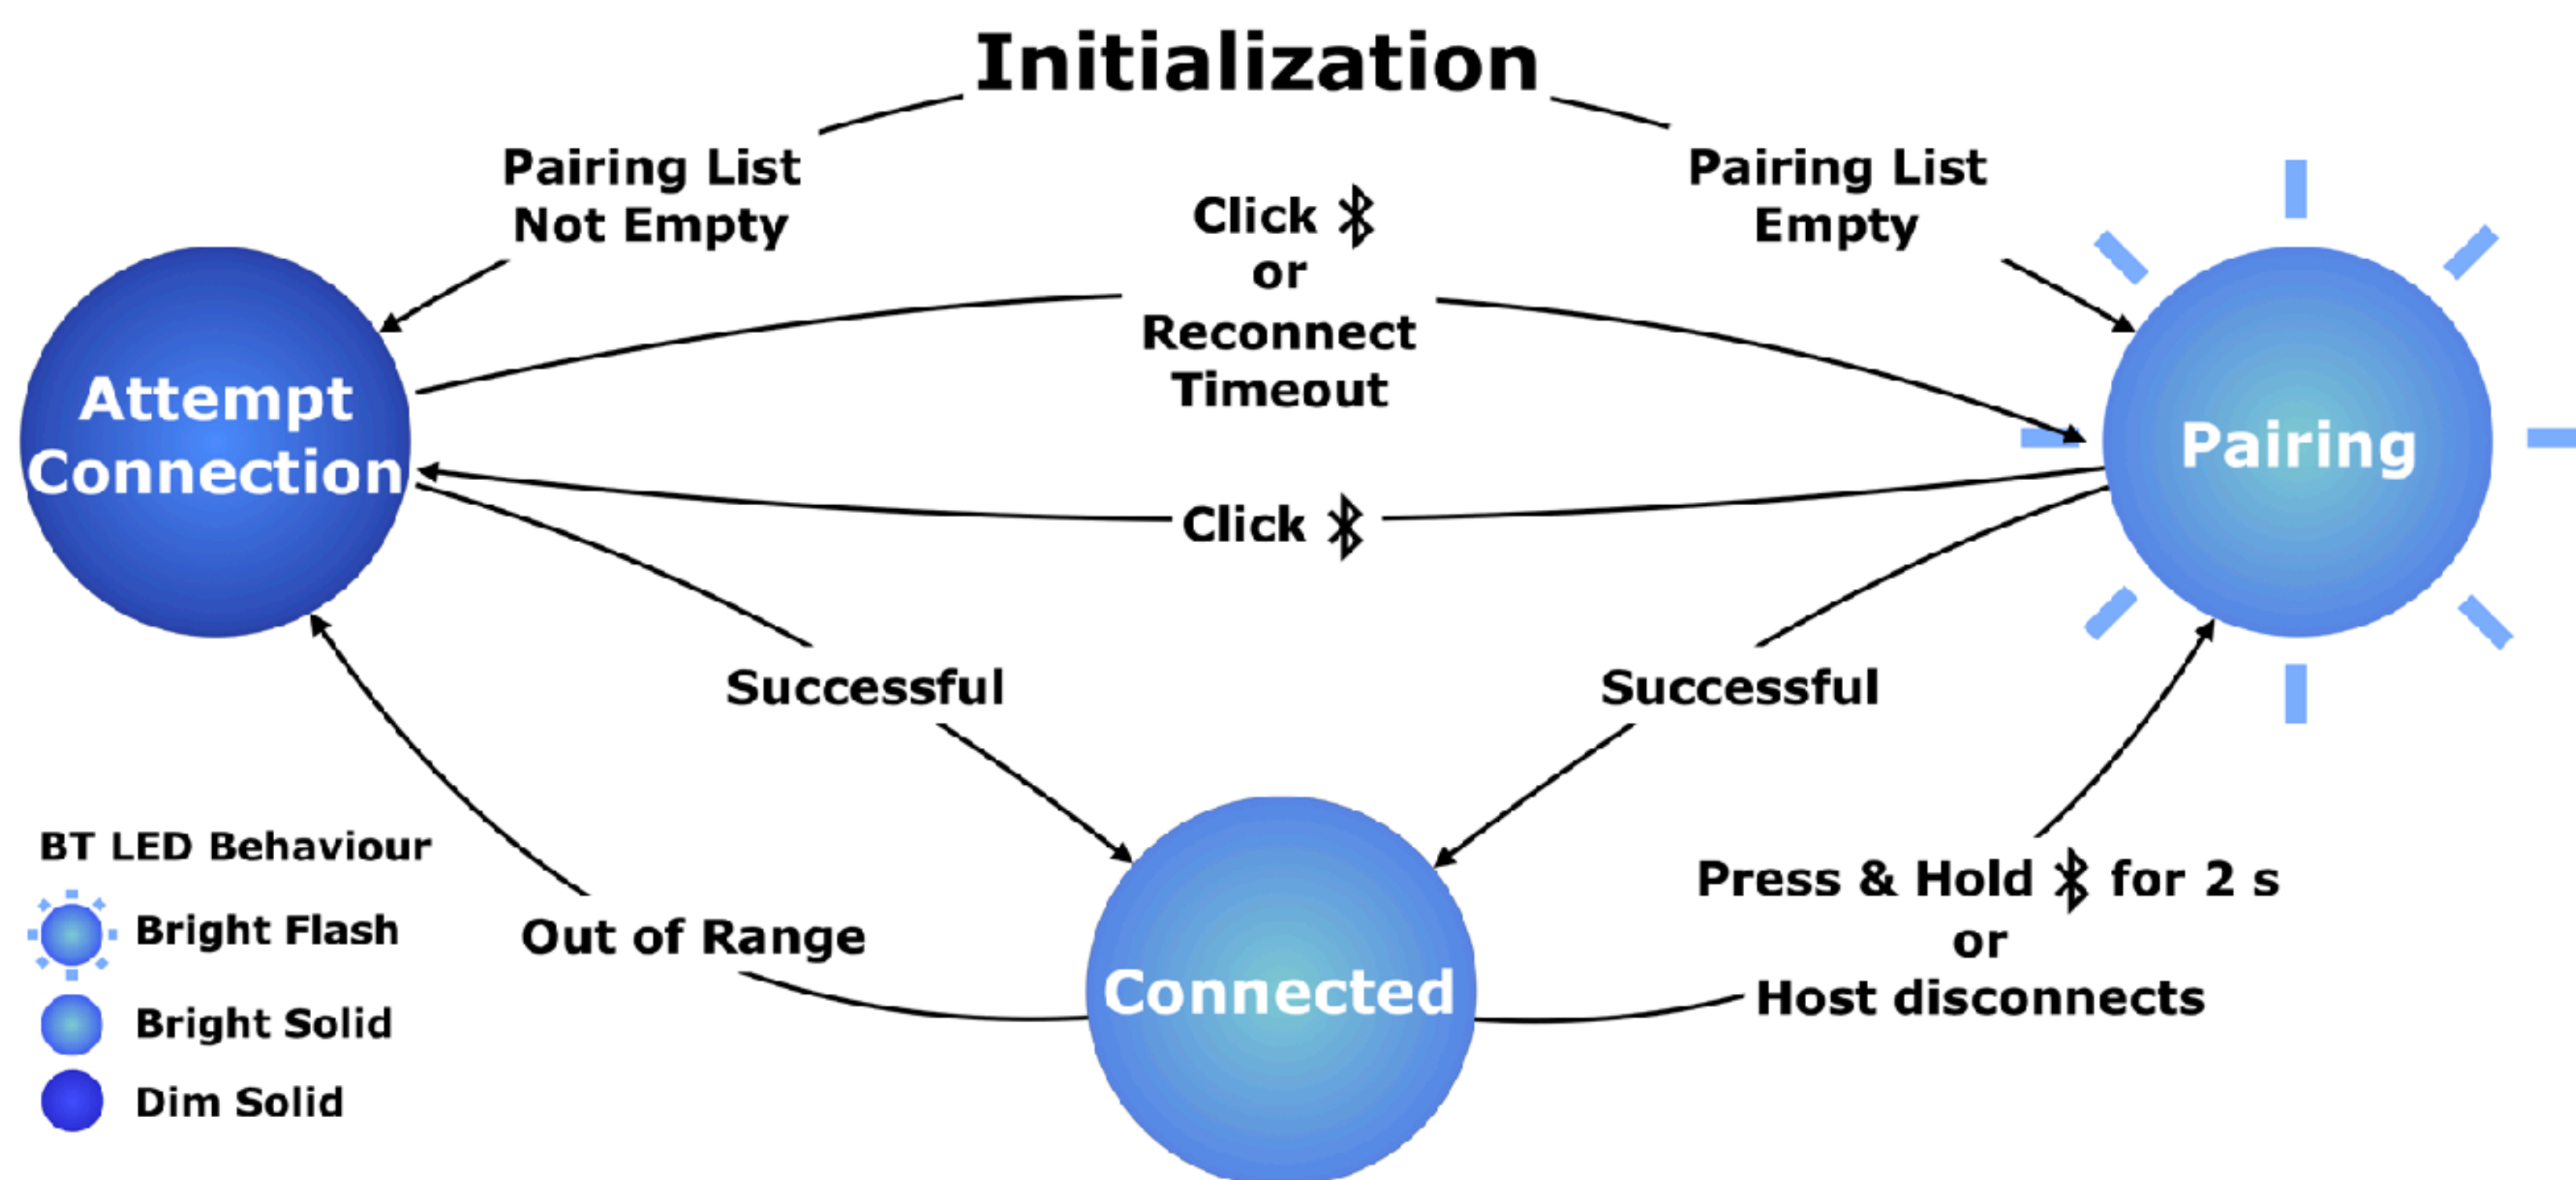 Initialization
Pairing List
Not Empty
Pairing List
Empty
Click
or
Reconnect
Timeout
Attempt
Connection
Pairing
Click
Successful
Successful
BT LED Behaviour
Bright Flash
Bright Solid
Dim Solid
Out of Range
Connected
Press & Hold for 2 s
or
Host disconnects